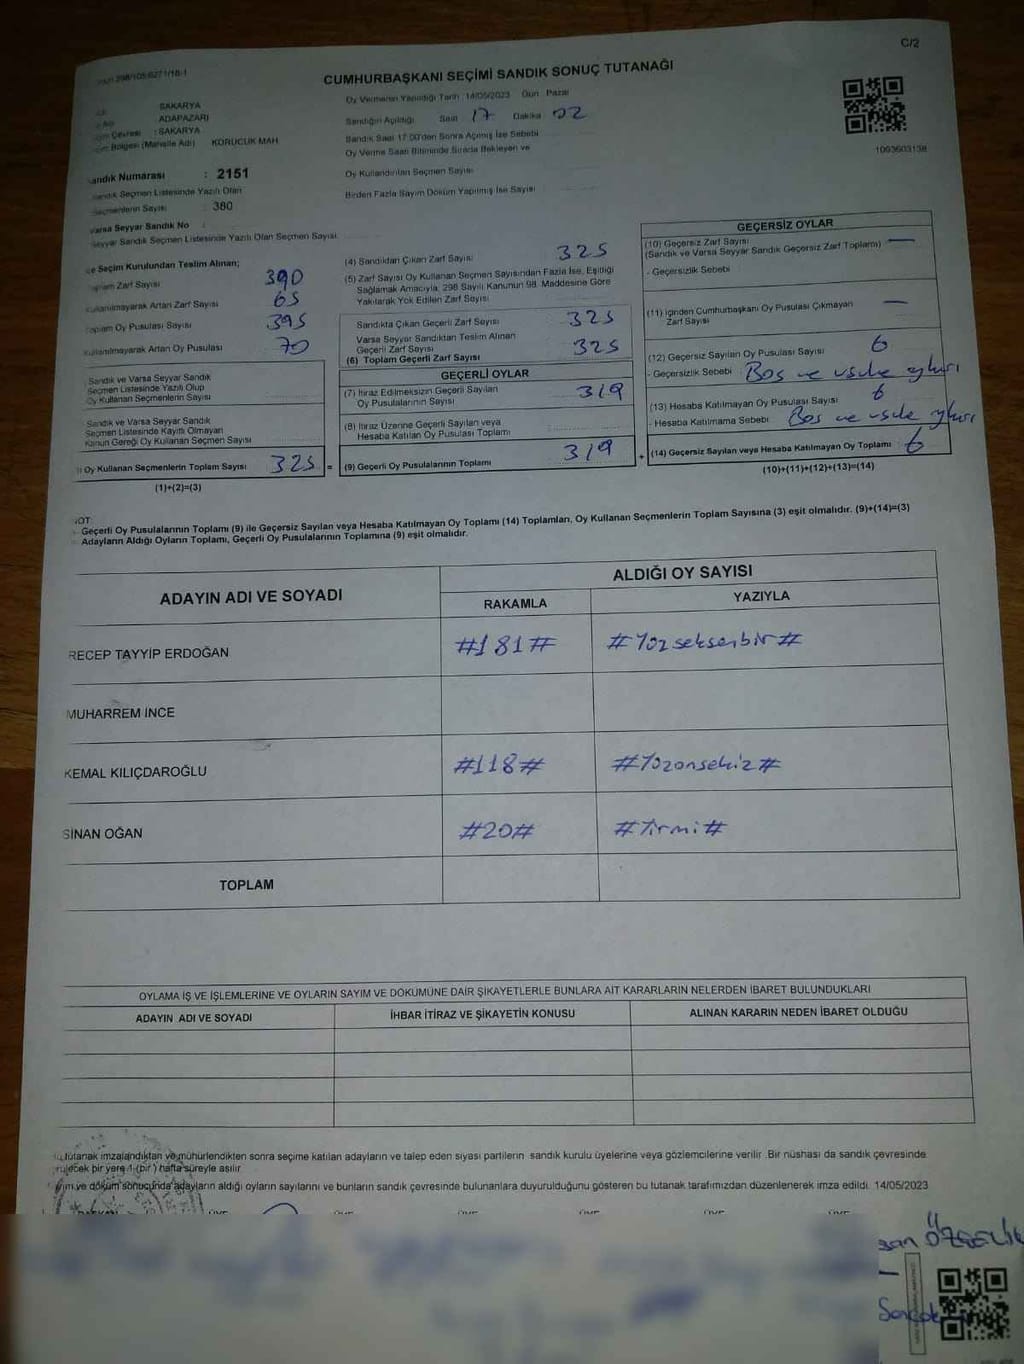 C/2
CUMHURBAŞKANI SEÇİMİ SANDIK SONUÇ TUTANAĞI
SAKARYA
ADAPAZARI
Çevresi : SAKARYA
Bölgesi (Mahalle Adı) KORUCUK MAH
Sandık Numarası : 2151
Sandık Seçmen Listesinde Yazılı Olan
Seçmenlerin Sayısı 380
Varsa Seyyar Sandık No :
Seyyar Sandık Seçmen Listesinde Yazılı Olan Seçmen Sayısı
Oy Vermenin Yapıldığı Tarih : 14/05/2023 Gün Pazar
Sandığın Açıldığı Saat 17 Dakika 02
Sandık Saat 17.00'den Sonra Açılmış İse Sebebi
Oy Verme Saati Bitiminde Sırada Bekleyen ve
Oy Kullandırılan Seçmen Sayısı
Birden Fazla Sayım Döküm Yapılmış İse Sayısı
1093603138
İlçe Seçim Kurulundan Teslim Alınan;
Toplam Zarf Sayısı 390
Kullanılmayarak Artan Zarf Sayısı 65
Toplam Oy Pusulası Sayısı 395
Kullanılmayarak Artan Oy Pusulası 70
Sandık ve Varsa Seyyar Sandık
Seçmen Listesinde Yazılı Olup
Oy Kullanan Seçmenlerin Sayısı
Sandık ve Varsa Seyyar Sandık
Seçmen Listesinde Kayıtlı Olmayan
Kanun Gereği Oy Kullanan Seçmen Sayısı
Oy Kullanan Seçmenlerin Toplam Sayısı 325 =
(1)+(2)=(3)
(4) Sandıktan Çıkan Zarf Sayısı 325
(5) Zarf Sayısı Oy Kullanan Seçmen Sayısından Fazla İse, Eşitliği
Sağlamak Amacıyla, 298 Sayılı Kanunun 98. Maddesine Göre
Yakılarak Yok Edilen Zarf Sayısı
Sandıkta Çıkan Geçerli Zarf Sayısı 325
Varsa Seyyar Sandıktan Teslim Alınan
Geçerli Zarf Sayısı 325
(6) Toplam Geçerli Zarf Sayısı
GEÇERLİ OYLAR
(7) İtiraz Edilmeksizin Geçerli Sayılan
Oy Pusulalarının Sayısı 319
(8) İtiraz Üzerine Geçerli Sayılan veya
Hesaba Katılan Oy Pusulası Toplamı
(9) Geçerli Oy Pusulalarının Toplamı 319 +
GEÇERSİZ OYLAR
(10) Geçersiz Zarf Sayısı —
(Sandık ve Varsa Seyyar Sandık Geçersiz Zarf Toplamı)
- Geçersizlik Sebebi
(11) İçinden Cumhurbaşkanı Oy Pusulası Çıkmayan —
Zarf Sayısı
(12) Geçersiz Sayılan Oy Pusulası Sayısı 6
- Geçersizlik Sebebi : Boş ve usule aykırı
(13) Hesaba Katılmayan Oy Pusulası Sayısı 6
- Hesaba Katılmama Sebebi : Boş ve usule aykırı
(14) Geçersiz Sayılan veya Hesaba Katılmayan Oy Toplamı : 6
(10)+(11)+(12)+(13)=(14)
NOT:
Geçerli Oy Pusulalarının Toplamı (9) ile Geçersiz Sayılan veya Hesaba Katılmayan Oy Toplamı (14) Toplamları, Oy Kullanan Seçmenlerin Toplam Sayısına (3) eşit olmalıdır. (9)+(14)=(3)
Adayların Aldığı Oyların Toplamı, Geçerli Oy Pusulalarının Toplamına (9) eşit olmalıdır.
ADAYIN ADI VE SOYADI ALDIĞI OY SAYISI
RAKAMLA YAZIYLA
RECEP TAYYİP ERDOĞAN #181# #Yüzseksenbir#
MUHARREM İNCE
KEMAL KILIÇDAROĞLU #118# #Yüzonsekiz#
SİNAN OĞAN #20# #Yirmi#
TOPLAM
OYLAMA İŞ VE İŞLEMLERİNE VE OYLARIN SAYIM VE DÖKÜMÜNE DAİR ŞİKAYETLERLE BUNLARA AİT KARARLARIN NELERDEN İBARET BULUNDUKLARI
ADAYIN ADI VE SOYADI İHBAR İTİRAZ VE ŞİKAYETİN KONUSU ALINAN KARARIN NEDEN İBARET OLDUĞU
tutanak imzalandıktan ve mühürlendikten sonra seçime katılan adayların ve talep eden siyasi partilerin sandık kurulu üyelerine veya gözlemcilerine verilir. Bir nüshası da sandık çevresinde
bir yere 1 (bir) hafta süreyle asılır.
ve döküm sonucunda adayların aldığı oyların sayılarını ve bunların sandık çevresinde bulunanlara duyurulduğunu gösteren bu tutanak tarafımızdan düzenlenerek imza edildi. 14/05/2023